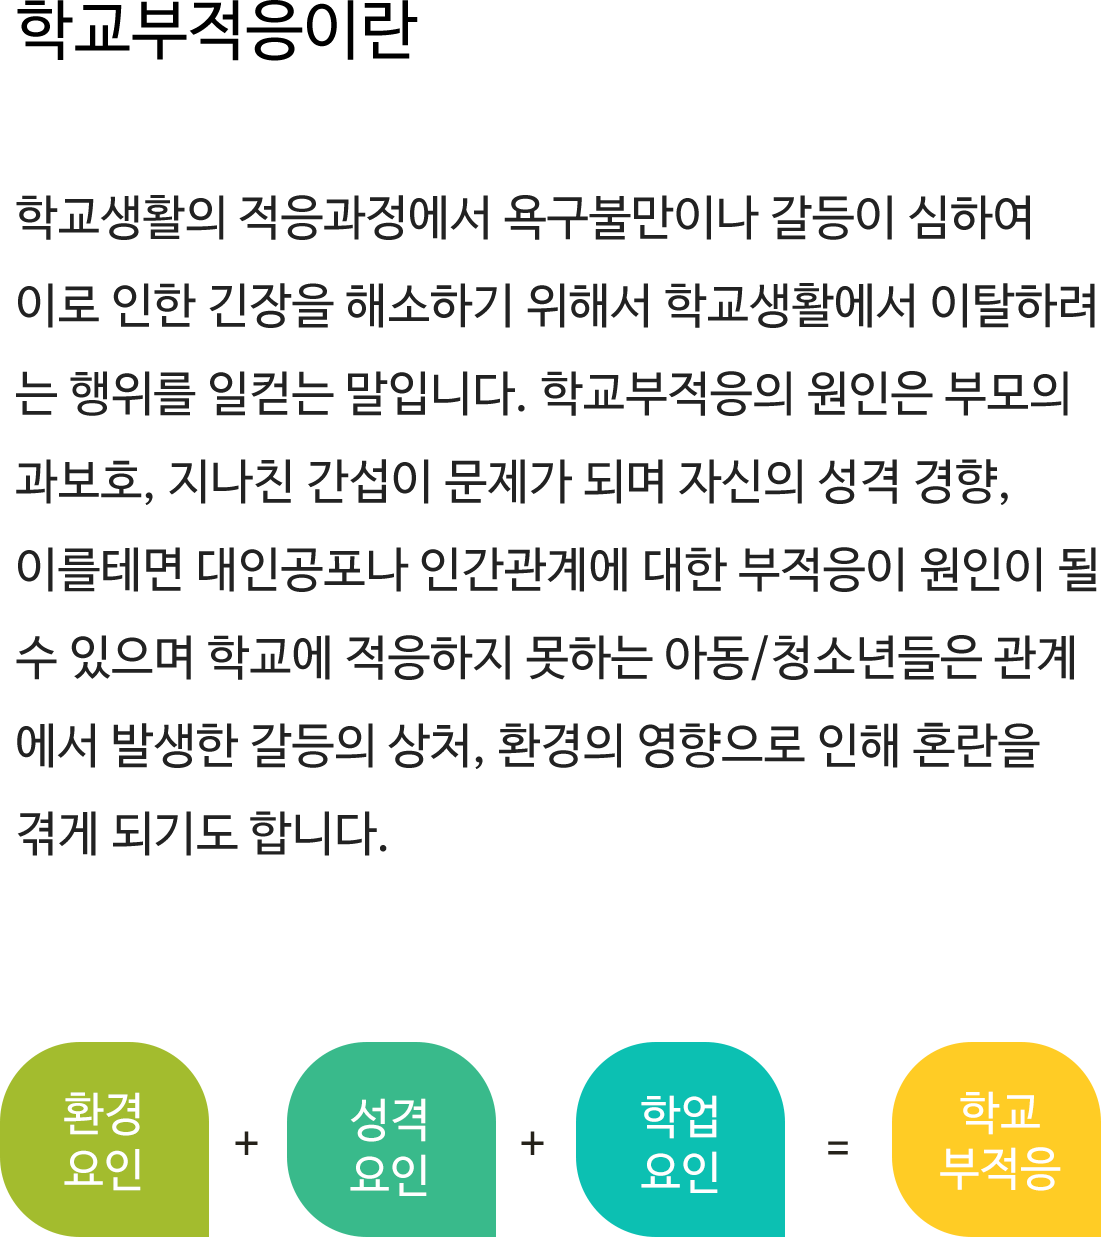 학교부적응이란
학교생활의 적응과정에서 욕구불만이나 갈등이 심하여
이로 인한 긴장을 해소하기 위해서 학교생활에서 이탈하려
는 행위를 일컫는 말입니다. 학교부적응의 원인은 부모의
과보호, 지나친 간섭이 문제가 되며 자신의 성격 경향,
이를테면 대인공포나 인간관계에 대한 부적응이 원인이 될
수 있으며 학교에 적응하지 못하는 아동/청소년들은 관계
에서 발생한 갈등의 상처, 환경의 영향으로 인해 혼란을
겪게 되기도 합니다.
환경
요인
+
성격
요인
+
학업
요인
=
학교
부적응